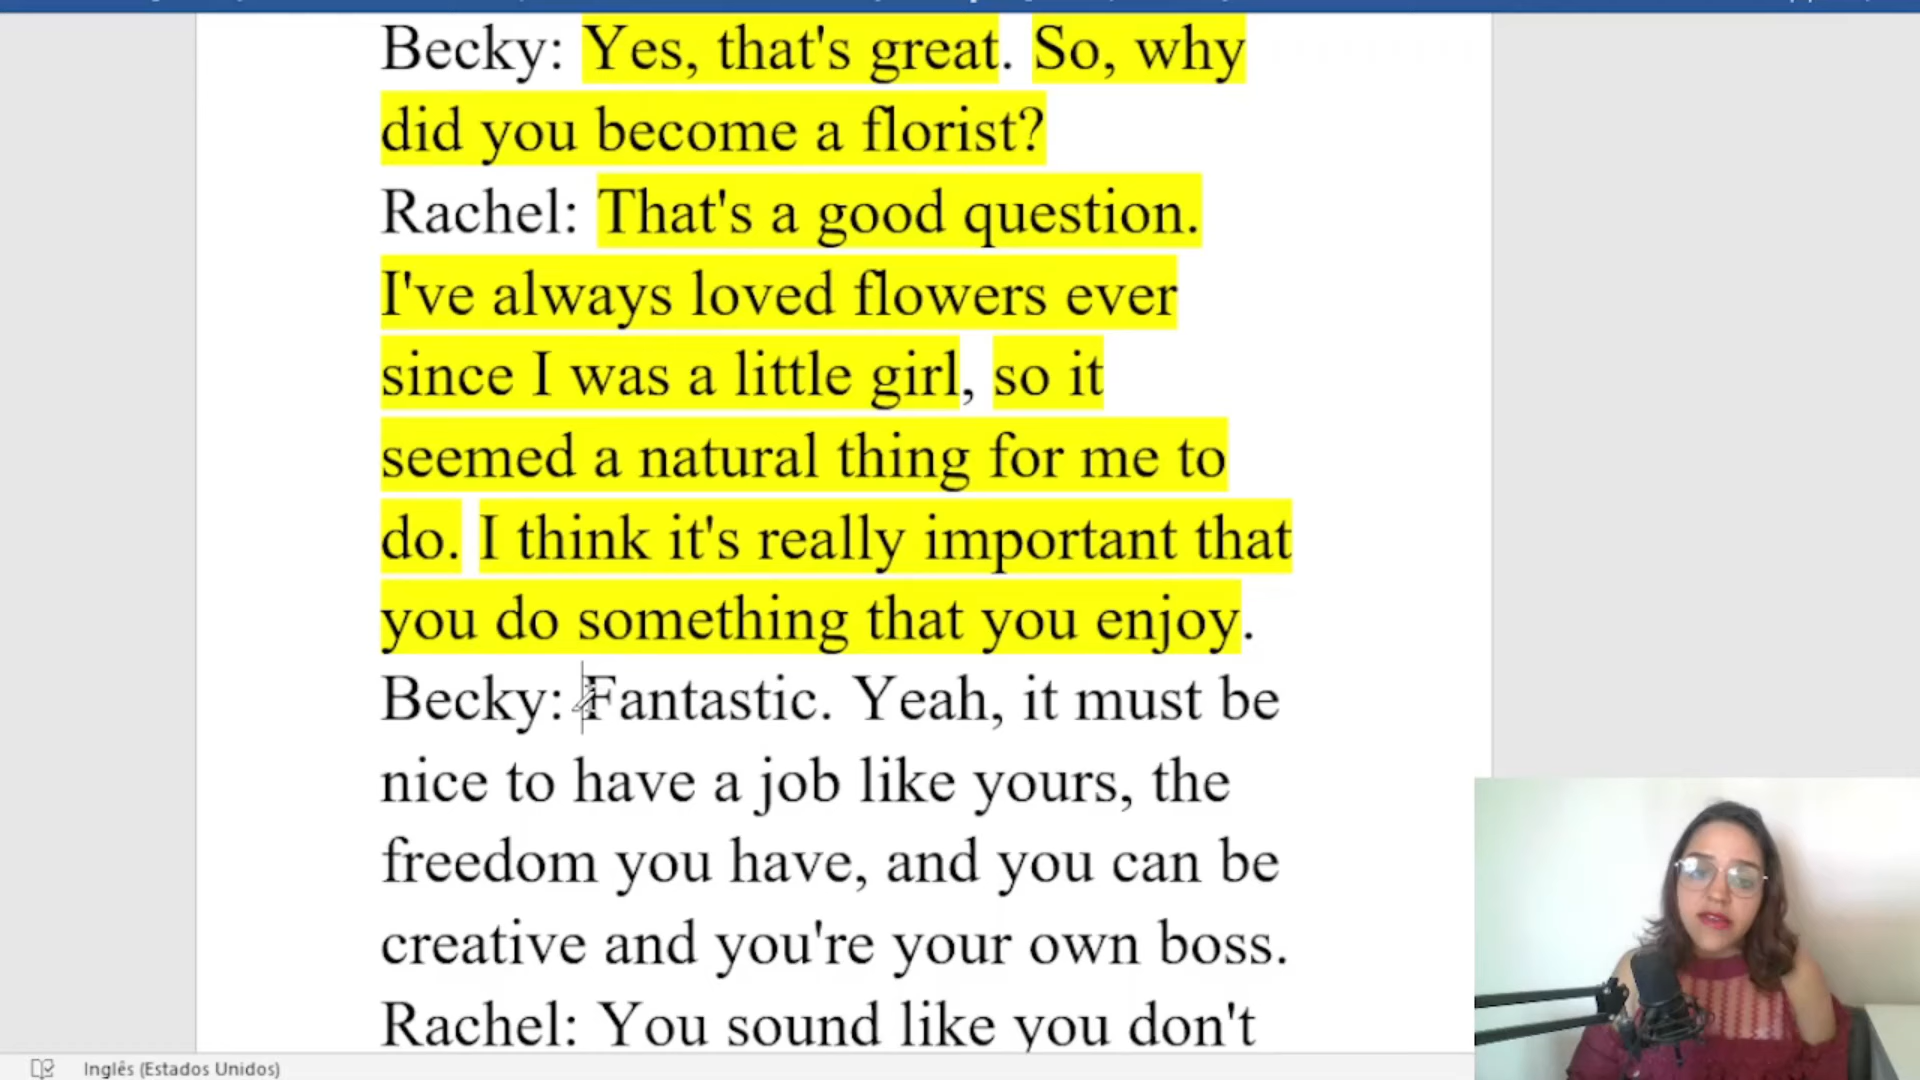 Becky: Yes, that's great. So, why
did you become a florist?
Rachel: That's a good question.
I've always loved flowers ever
since I was a little girl, so it
seemed a natural thing for me to
do. I think it's really important that
you do something that you enjoy.
Becky: Fantastic. Yeah, it must be
nice to have a job like yours, the
freedom you have, and you can be
creative and you're your own boss.
Rachel: You sound like you don't
Inglês (Estados Unidos)